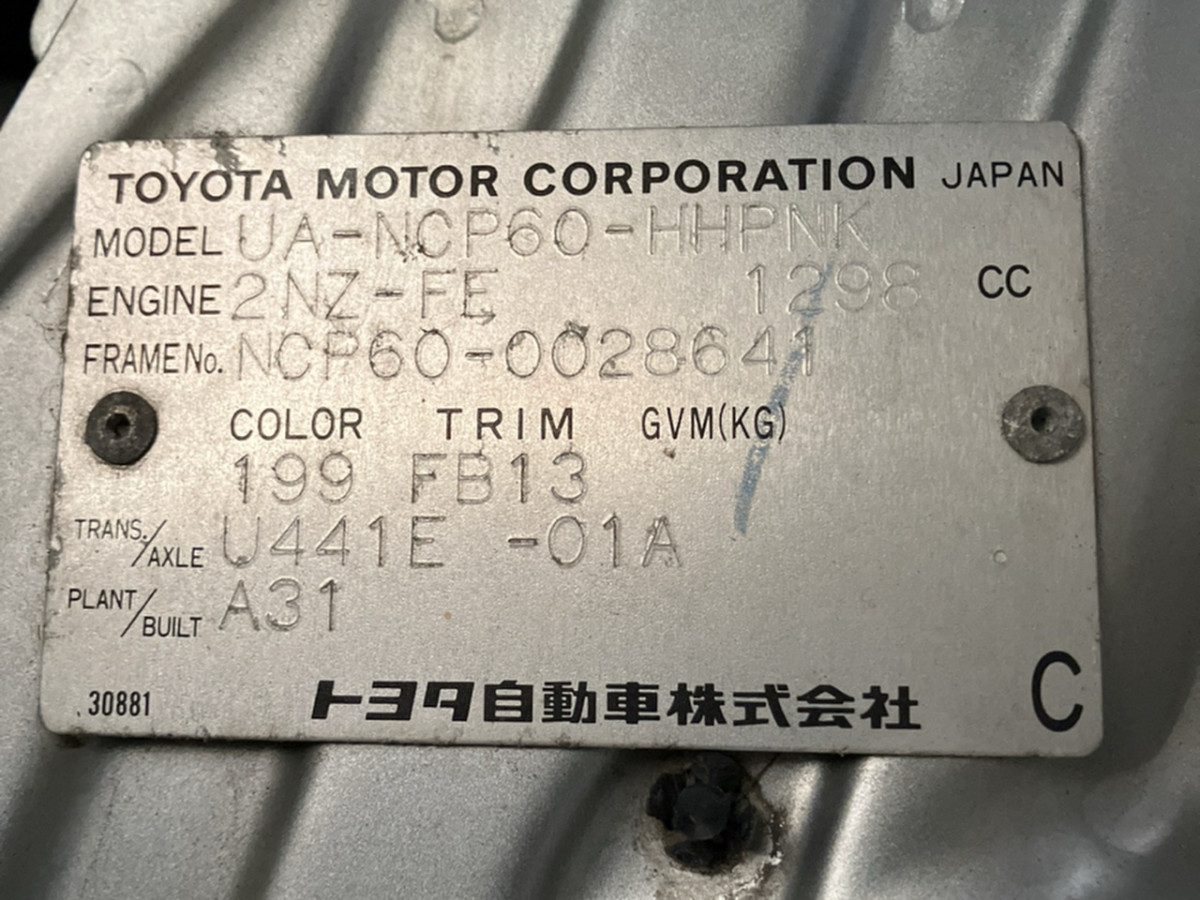 TOYOTA MOTOR CORPORATION JAPAN
MODEL UA-NCP60-HHPNK
ENGINE 2NZ-FE 1298 CC
FRAME No. NCP60-0028641
COLOR TRIM GVM(KG)
199 FB13
TRANS./AXLE U441E -01A
PLANT/BUILT A31
30881 トヨタ自動車株式会社 C